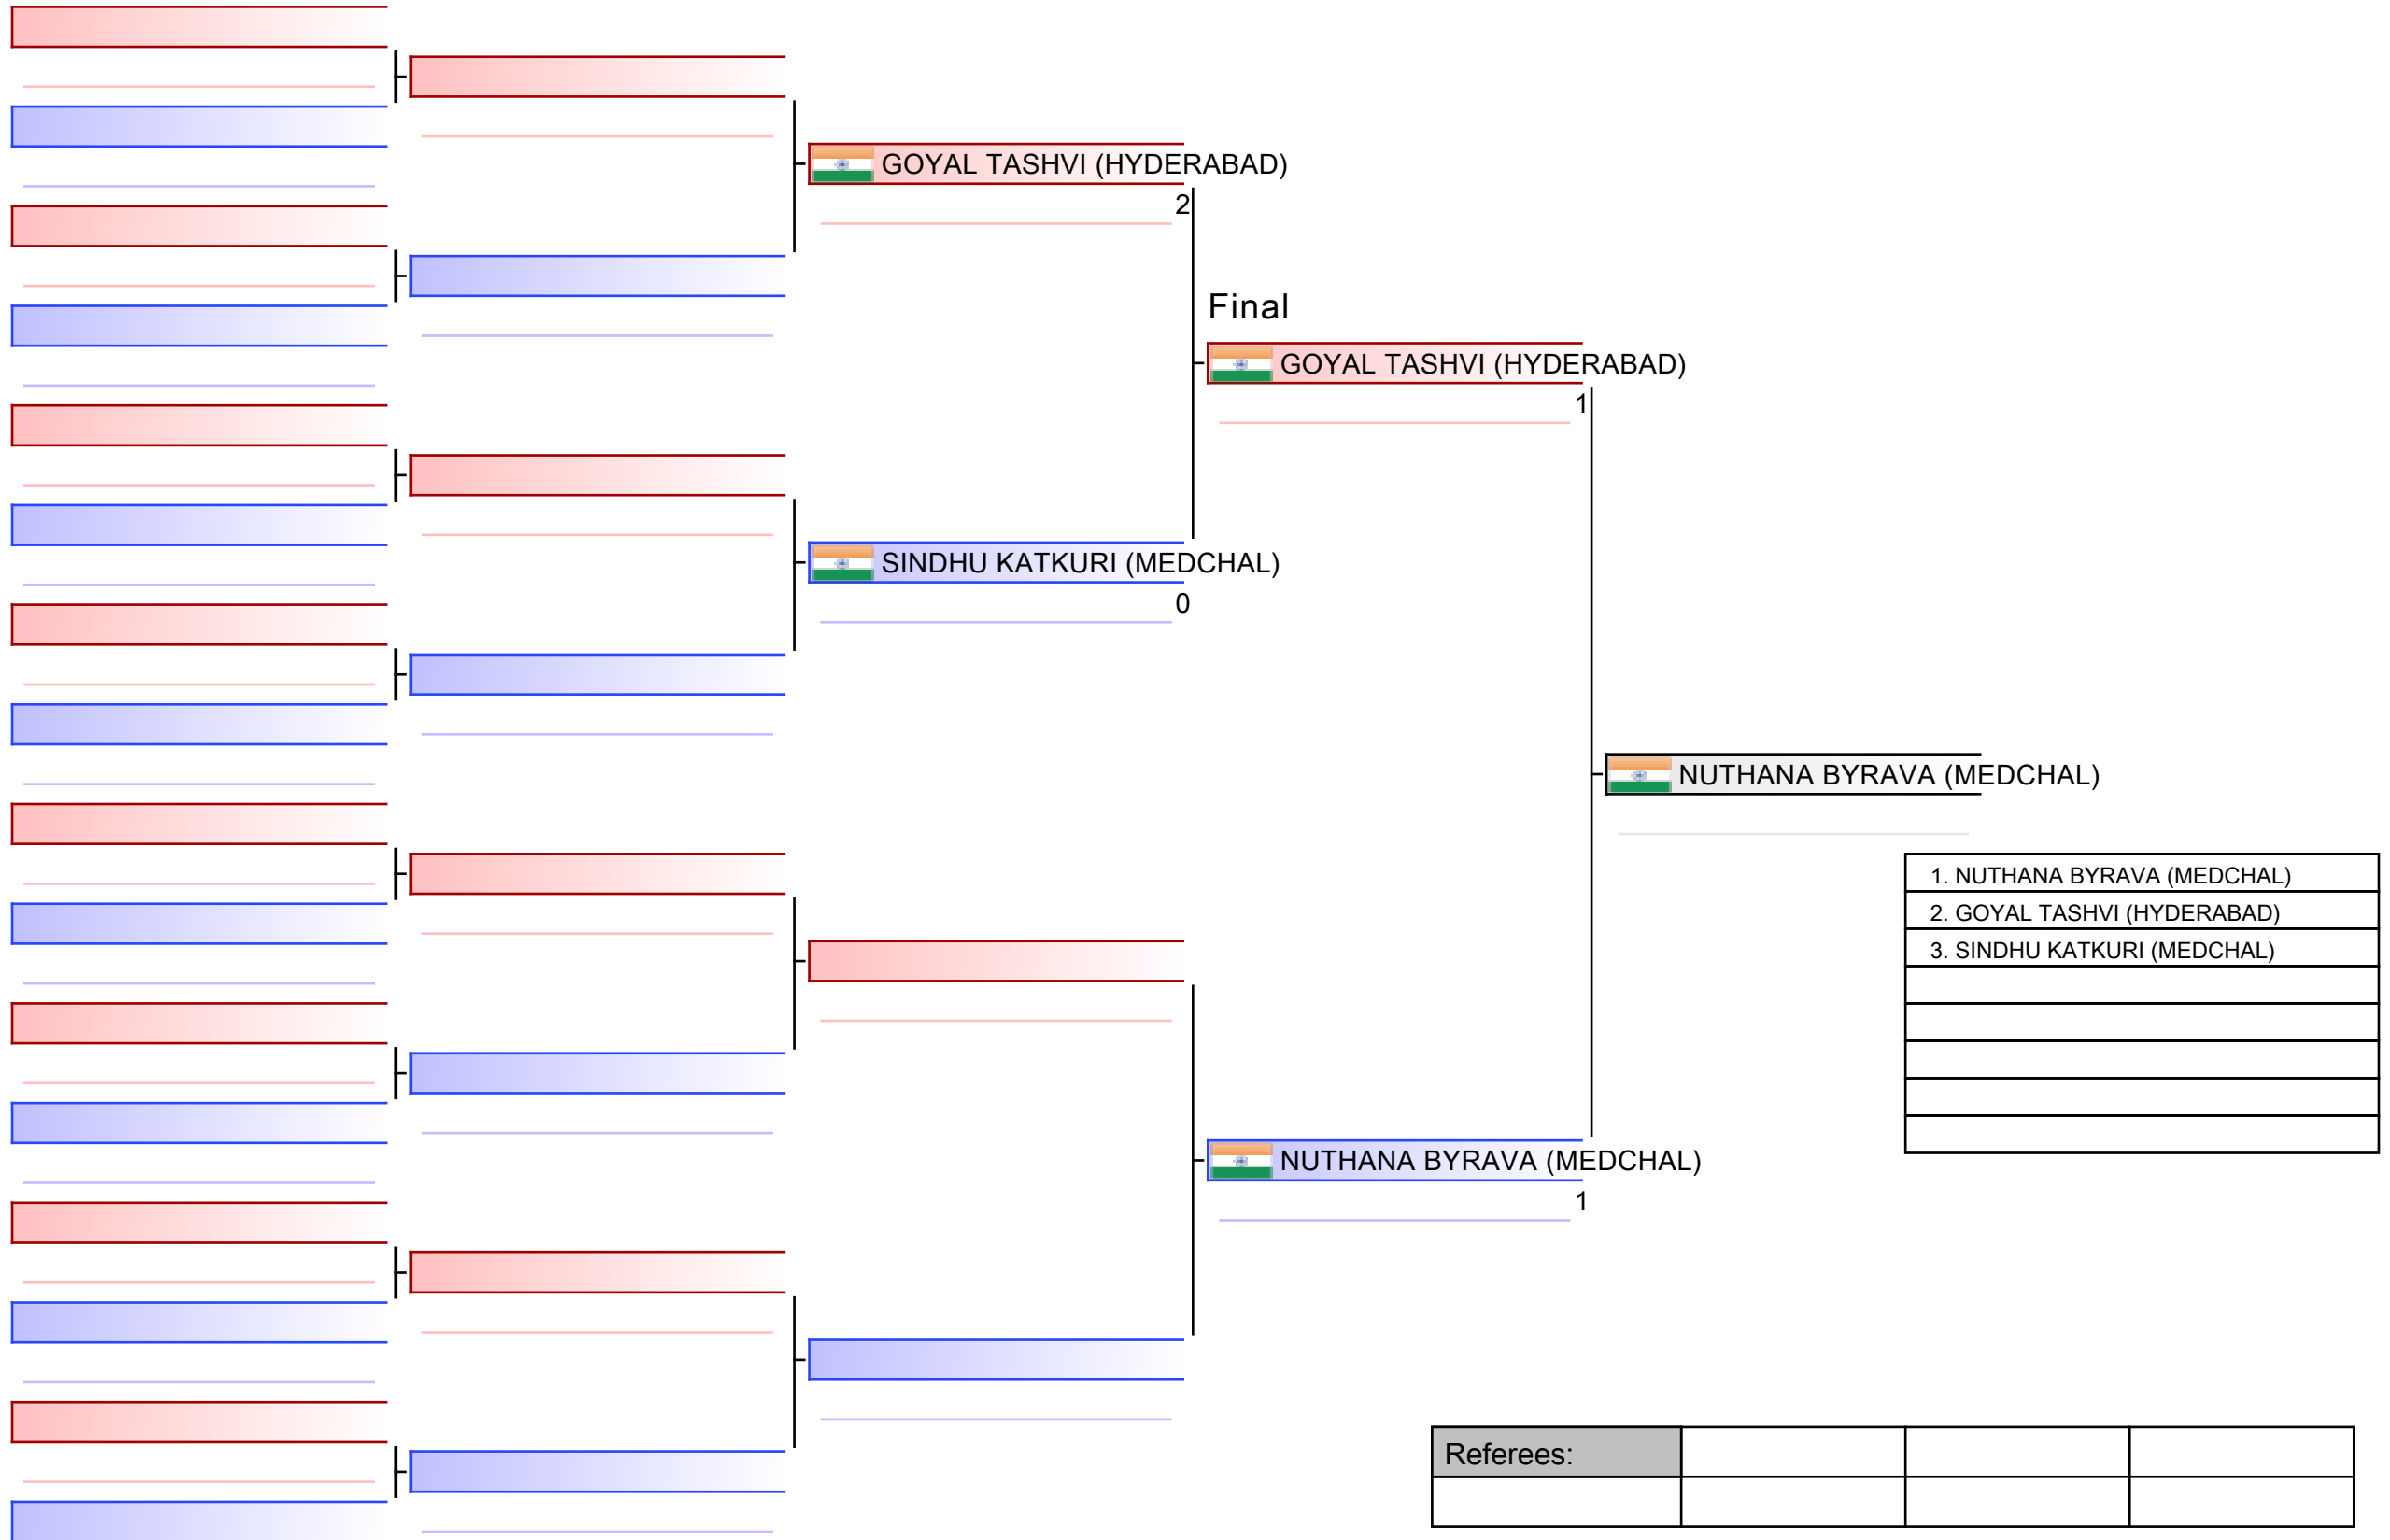 GOYAL TASHVI (HYDERABAD)
2
Final
GOYAL TASHVI (HYDERABAD)
1
SINDHU KATKURI (MEDCHAL)
0
NUTHANA BYRAVA (MEDCHAL)
1. NUTHANA BYRAVA (MEDCHAL)
2. GOYAL TASHVI (HYDERABAD)
3. SINDHU KATKURI (MEDCHAL)
NUTHANA BYRAVA (MEDCHAL)
1
Referees: